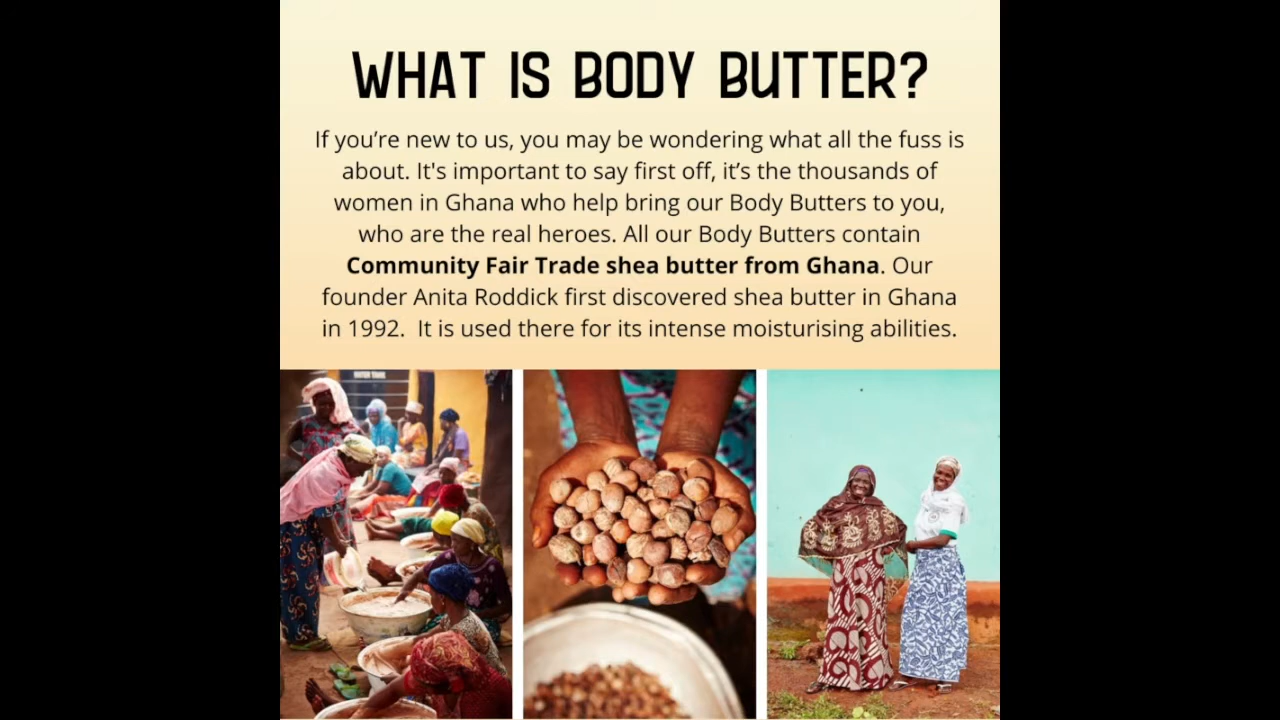 WHAT IS BODY BUTTER?
If you’re new to us, you may be wondering what all the fuss is
about. It's important to say first off, it’s the thousands of
women in Ghana who help bring our Body Butters to you,
who are the real heroes. All our Body Butters contain
Community Fair Trade shea butter from Ghana. Our
founder Anita Roddick first discovered shea butter in Ghana
in 1992.  It is used there for its intense moisturising abilities.